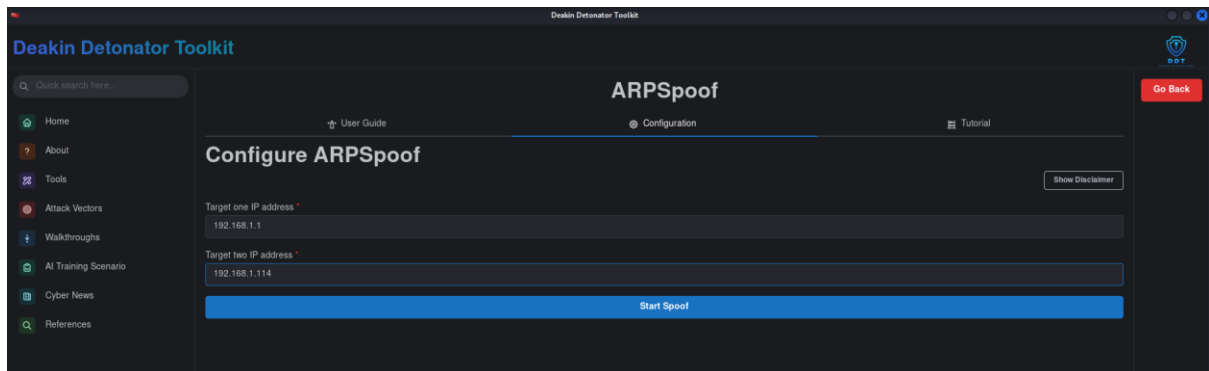 Deakin Detonator Toolkit
Deakin Detonator Toolkit
DDT
Quick search here...
Home
About
Tools
Attack Vectors
Walkthroughs
AI Training Scenario
Cyber News
References
ARPSpoof
Go Back
User Guide
Configuration
Tutorial
Configure ARPSpoof
Show Disclaimer
Target one IP address *
192.168.1.1
Target two IP address *
192.168.1.114
Start Spoof